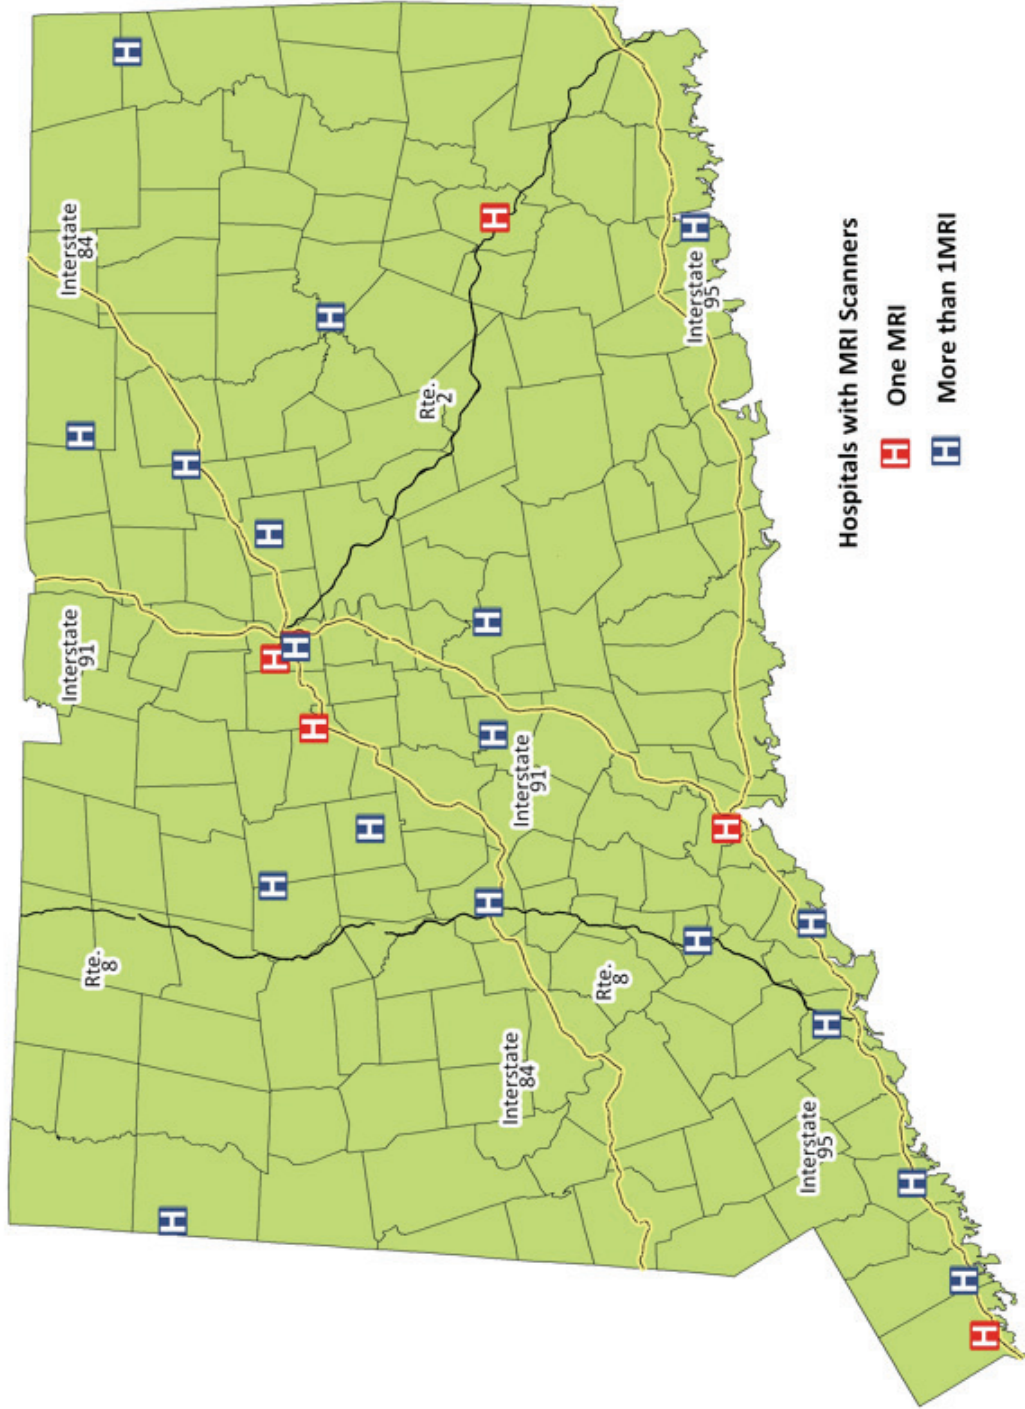 Interstate
91
Interstate
84
H
Rte.
8
H
H
H
H
H
H
H
H
H
H
Rte.
2
H
H
H
H
Interstate
84
Interstate
91
Rte.
8
Interstate
95
H
H
H
Interstate
95
H
H
H
H
H
Hospitals with MRI Scanners
H One MRI
H More than 1MRI